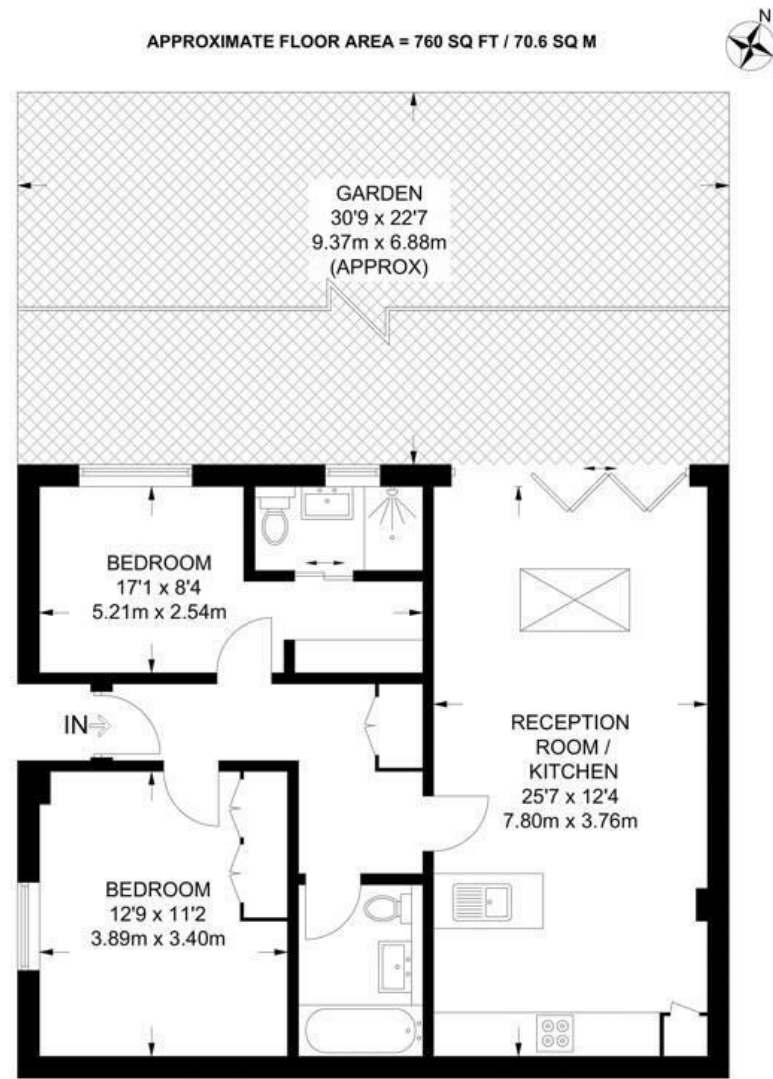 APPROXIMATE FLOOR AREA = 760 SQ FT / 70.6 SQ M
N
GARDEN
30'9 x 22'7
9.37m x 6.88m
(APPROX)
BEDROOM
17'1 x 8'4
5.21m x 2.54m
IN
RECEPTION
ROOM /
KITCHEN
25'7 x 12'4
7.80m x 3.76m
BEDROOM
12'9 x 11'2
3.89m x 3.40m